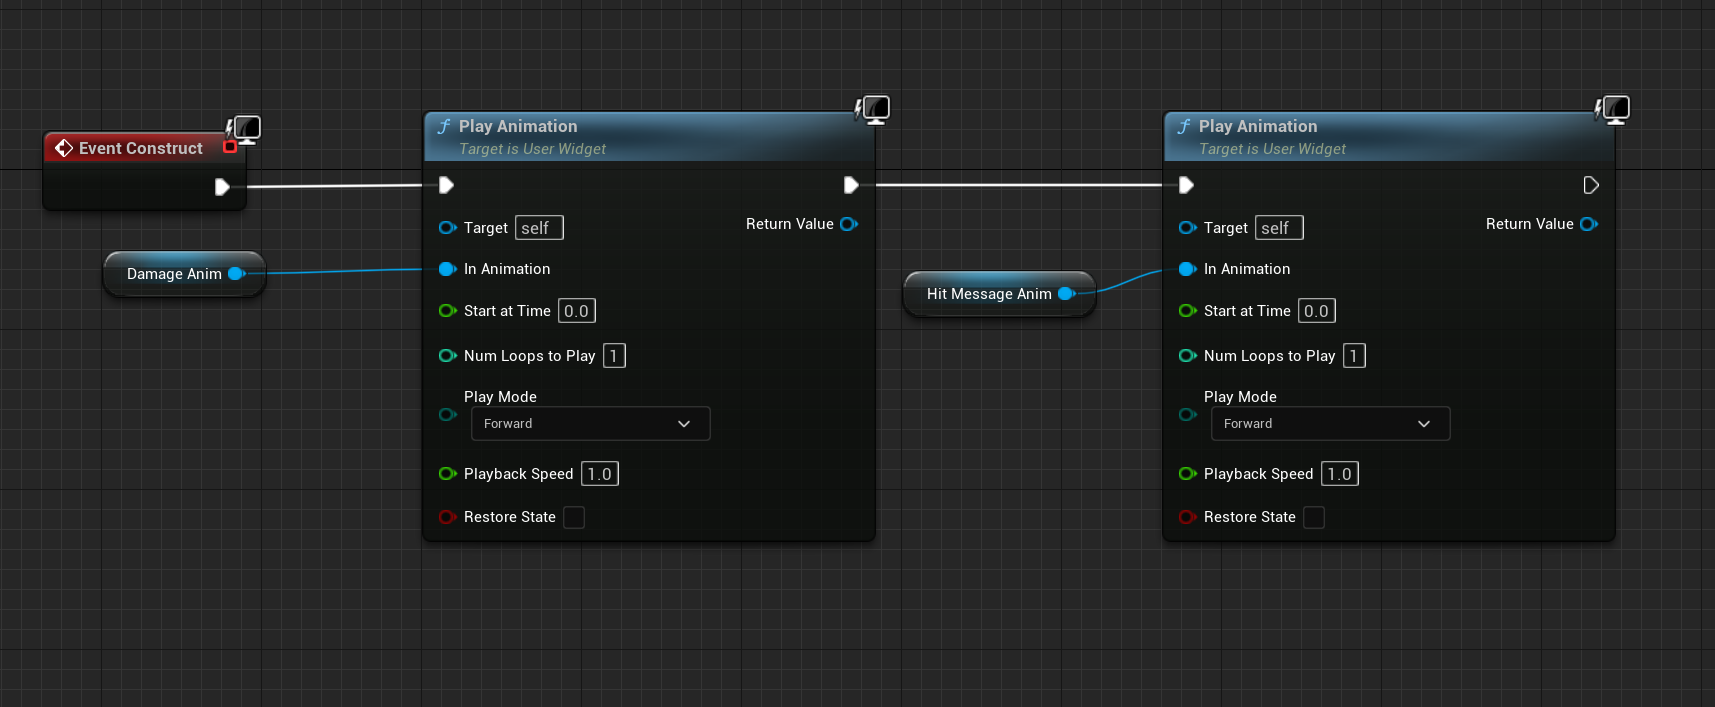 Event Construct
Damage Anim
Play Animation
Target is User Widget
Target self
Return Value
In Animation
Start at Time 0.0
Num Loops to Play 1
Play Mode
Forward
Playback Speed 1.0
Restore State
Hit Message Anim
Play Animation
Target is User Widget
Target self
Return Value
In Animation
Start at Time 0.0
Num Loops to Play 1
Play Mode
Forward
Playback Speed 1.0
Restore State